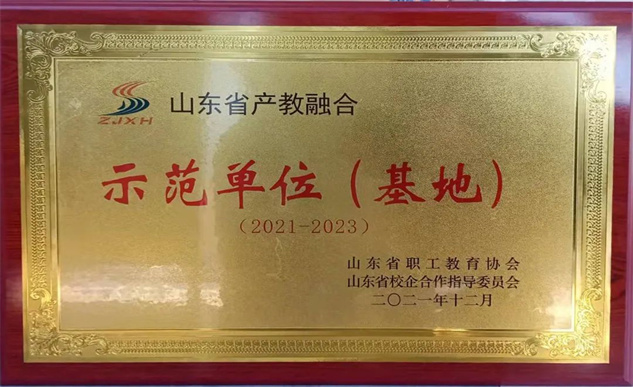 ZJXH
山东省产教融合
示范单位（基地）
（2021-2023）
山东省职工教育协会
山东省校企合作指导委员会
二〇二一年十二月